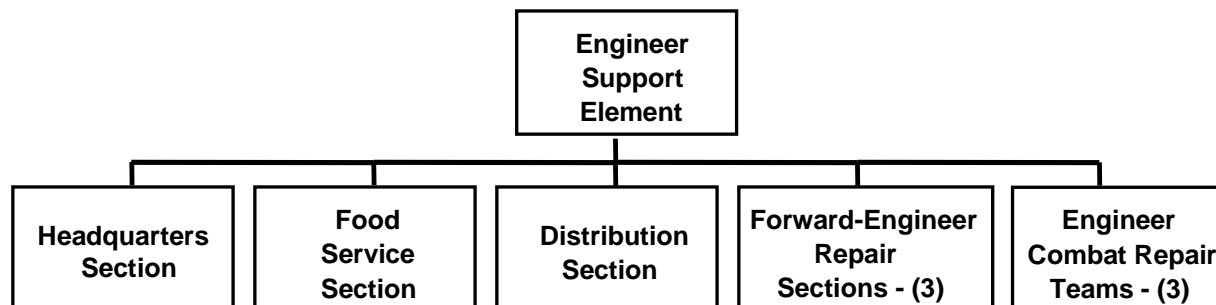 Engineer
Support
Element
Headquarters
Section
Food
Service
Section
Distribution
Section
Forward-Engineer
Repair
Sections - (3)
Engineer
Combat Repair
Teams - (3)